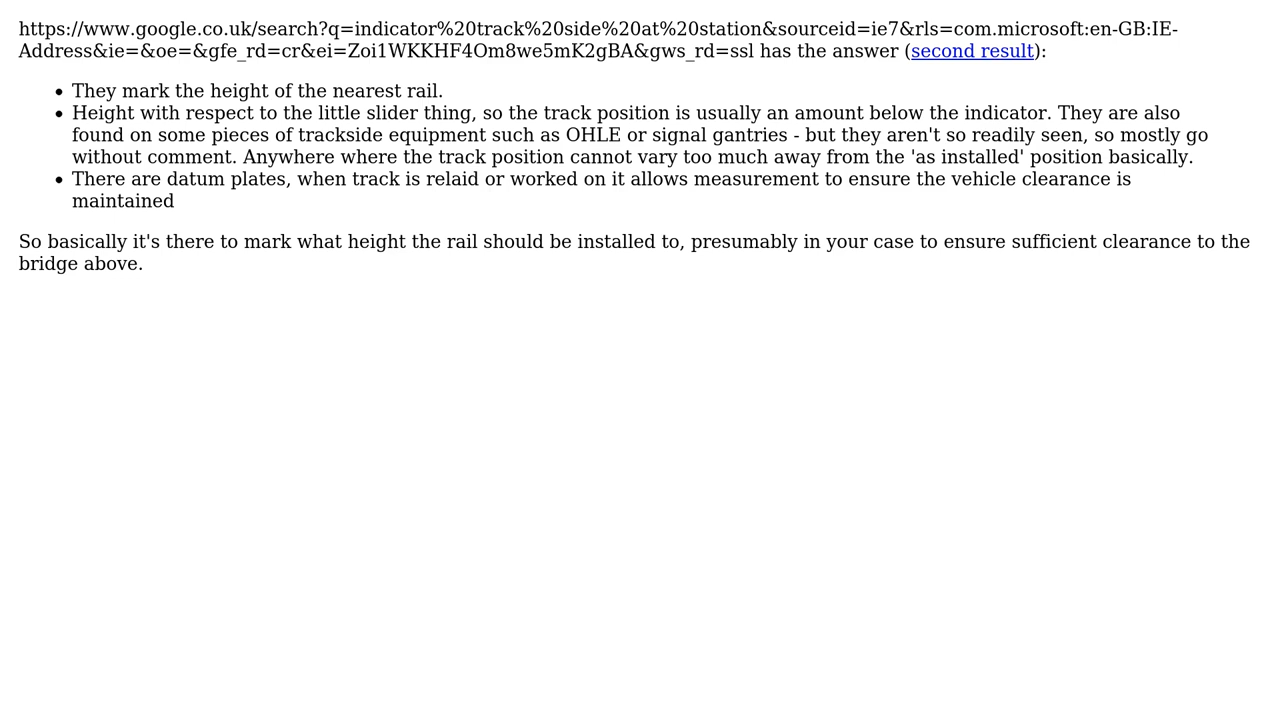 https://www.google.co.uk/search?q=indicator%20track%20side%20at%20station&sourceid=ie7&rls=com.microsoft:en-GB:IE-
Address&ie=&oe=&gfe_rd=cr&ei=Zoi1WKKHF4Om8we5mK2gBA&gws_rd=ssl has the answer (second result):
• They mark the height of the nearest rail.
• Height with respect to the little slider thing, so the track position is usually an amount below the indicator. They are also
found on some pieces of trackside equipment such as OHLE or signal gantries - but they aren't so readily seen, so mostly go
without comment. Anywhere where the track position cannot vary too much away from the 'as installed' position basically.
• There are datum plates, when track is relaid or worked on it allows measurement to ensure the vehicle clearance is
maintained
So basically it's there to mark what height the rail should be installed to, presumably in your case to ensure sufficient clearance to the
bridge above.